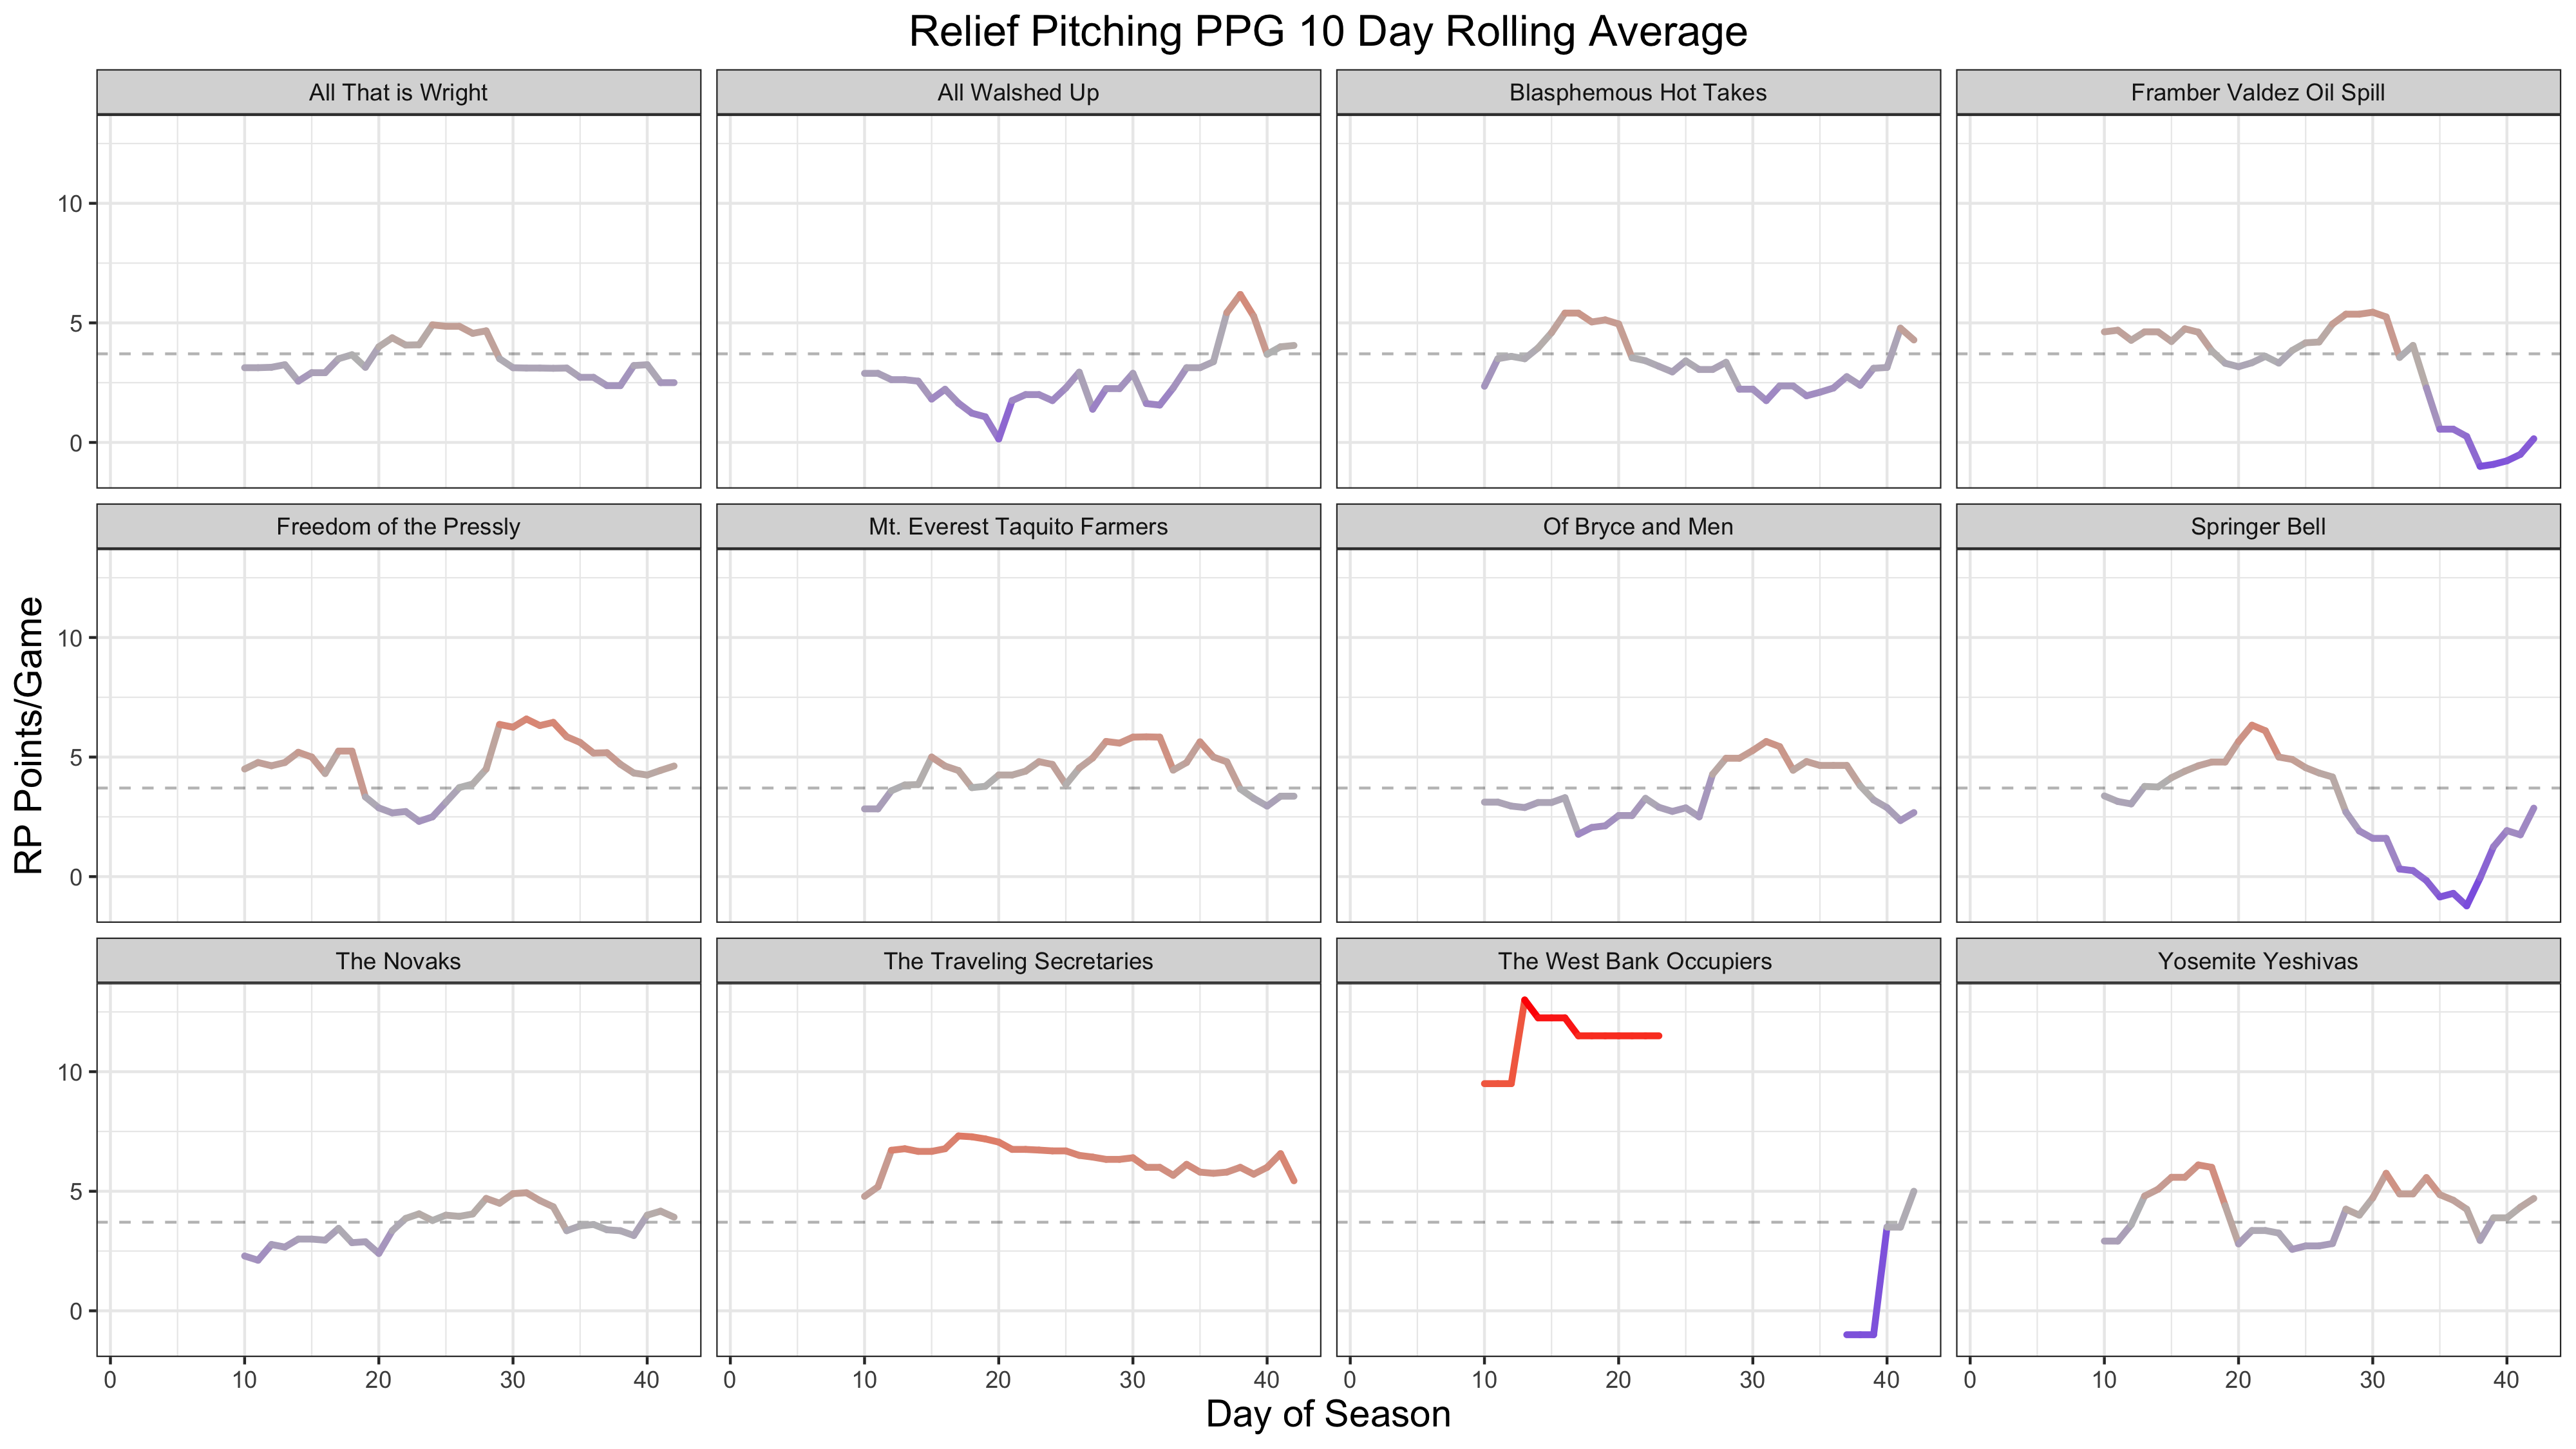 Relief Pitching PPG 10 Day Rolling Average
All That is Wright
All Walshed Up
Blasphemous Hot Takes
Framber Valdez Oil Spill
10
5
0
Freedom of the Pressly
Mt. Everest Taquito Farmers
Of Bryce and Men
Springer Bell
10
5
0
RP Points/Game
The Novaks
The Traveling Secretaries
The West Bank Occupiers
Yosemite Yeshivas
10
5
0
0 10 20 30 40 0 10 20 30 40 0 10 20 30 40 0 10 20 30 40
Day of Season